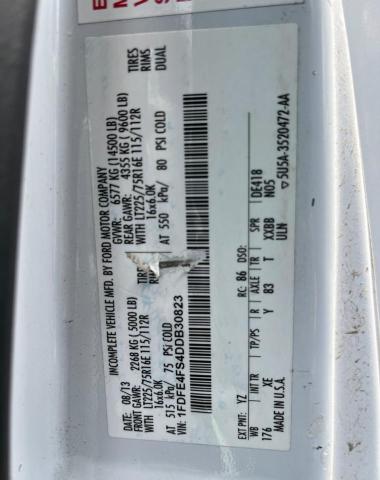 INCOMPLETE VEHICLE MFD. BY FORD MOTOR COMPANY
08/13 GVWR: 6577 KG (14500 LB)
FRONT GAWR: 2268 KG (5000 LB) REAR GAWR: 4355 KG (9600 LB)
WITH LT225/75R16E 115/112R TIRES WITH LT225/75R16E 115/112R TIRES
16x6.0K RIMS 16x6.0K RIMS
AT 515 kPa/ 75 PSI COLD AT 550 kPa/ 80 PSI COLD DUAL
VIN: 1FDFE4FS4DDB30823
EXT PNT: YZ RC: 86 DSO:
WB INT TR TP/PS R AXLE TR SPR DE418
176 XE Y 83 T XXBB N05
MADE IN U.S.A. ULN 5U5A-3520472-AA